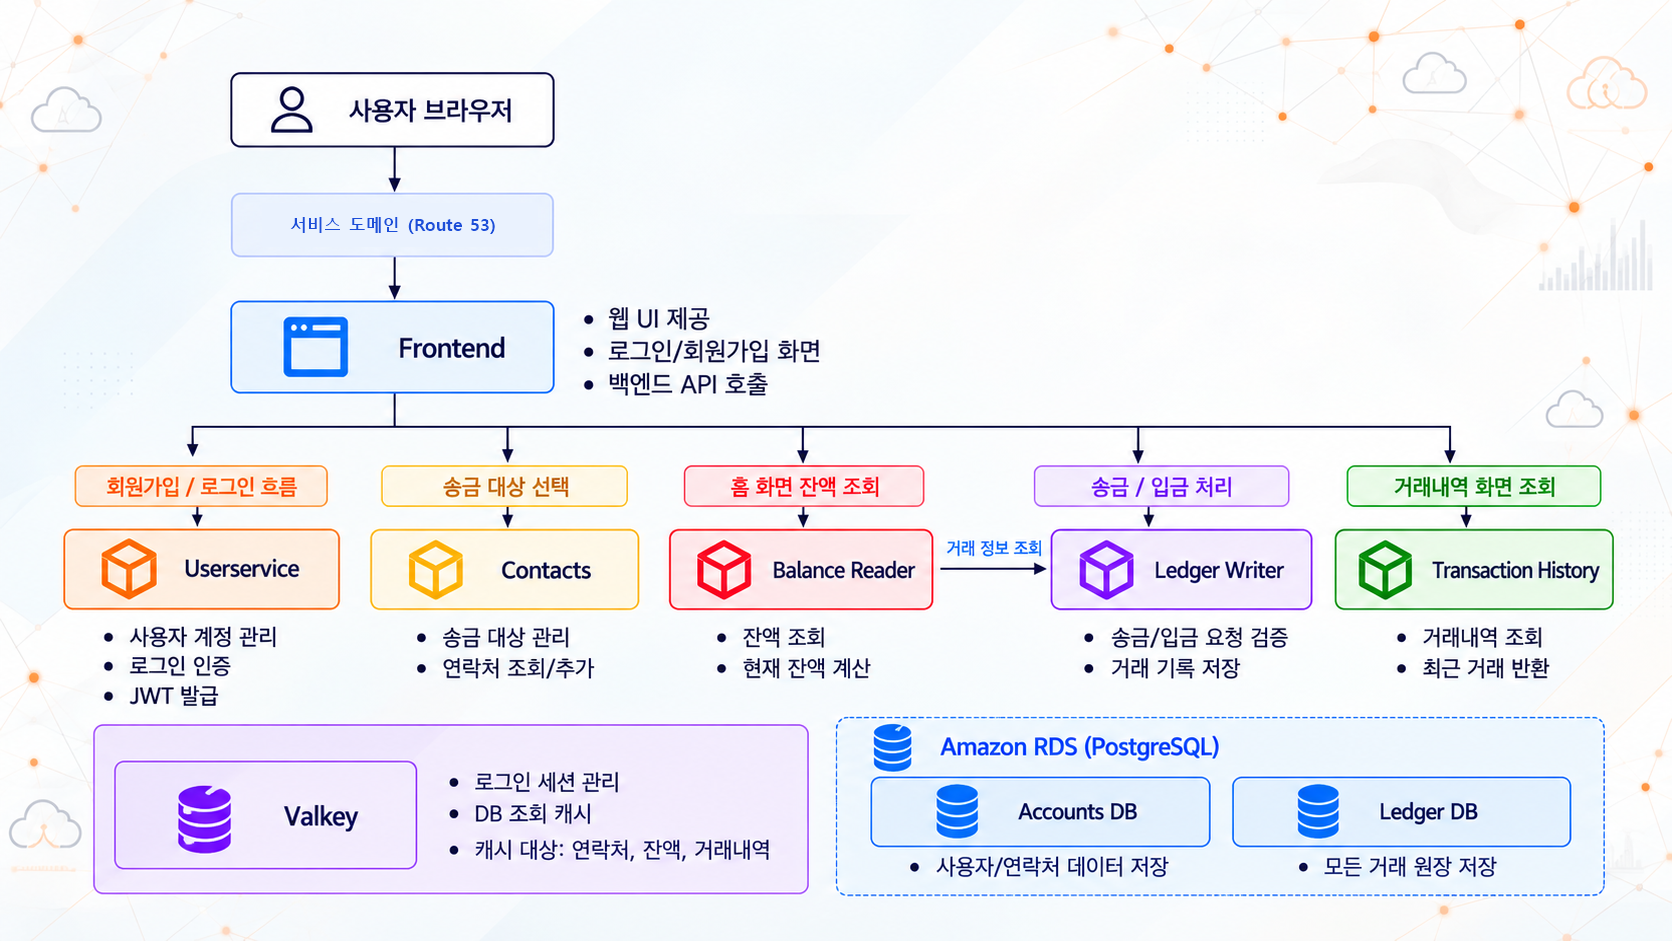 사용자 브라우저
서비스 도메인 (Route 53)
Frontend
• 웹 UI 제공
• 로그인/회원가입 화면
• 백엔드 API 호출
회원가입 / 로그인 흐름
송금 대상 선택
홈 화면 잔액 조회
송금 / 입금 처리
거래내역 화면 조회
Userservice
Contacts
Balance Reader
거래 정보 조회
Ledger Writer
Transaction History
• 사용자 계정 관리
• 로그인 인증
• JWT 발급
• 송금 대상 관리
• 연락처 조회/추가
• 잔액 조회
• 현재 잔액 계산
• 송금/입금 요청 검증
• 거래 기록 저장
• 거래내역 조회
• 최근 거래 반환
Valkey
• 로그인 세션 관리
• DB 조회 캐시
• 캐시 대상: 연락처, 잔액, 거래내역
Amazon RDS (PostgreSQL)
Accounts DB
Ledger DB
• 사용자/연락처 데이터 저장
• 모든 거래 원장 저장